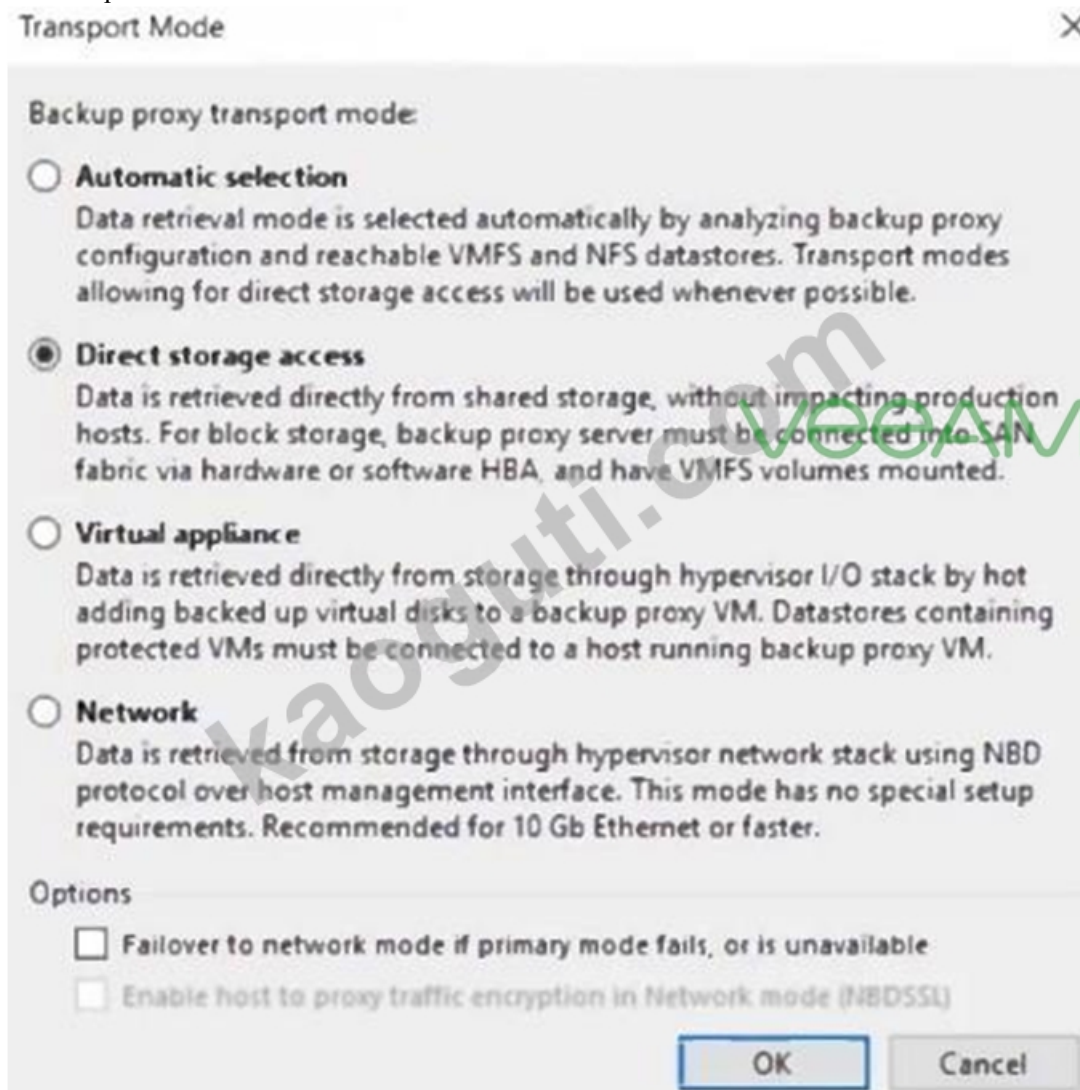 Transport Mode
Backup proxy transport mode:
Automatic selection
Data retrieval mode is selected automatically by analyzing backup proxy
configuration and reachable VMFS and NFS datastores. Transport modes
allowing for direct storage access will be used whenever possible.
Direct storage access
Data is retrieved directly from shared storage, without impacting production
hosts. For block storage, backup proxy server must be connected into SAN
fabric via hardware or software HBA, and have VMFS volumes mounted.
veeAM
Virtual appliance
Data is retrieved directly from storage through hypervisor I/O stack by hot
adding backed up virtual disks to a backup proxy VM. Datastores containing
protected VMs must be connected to a host running backup proxy VM.
Network
Data is retrieved from storage through hypervisor network stack using NBD
protocol over host management interface. This mode has no special setup
requirements. Recommended for 10 Gb Ethernet or faster.
kaoguti.com
Options
Failover to network mode if primary mode fails, or is unavailable
Enable host to proxy traffic encryption in Network mode (NBDSSL)
OK Cancel